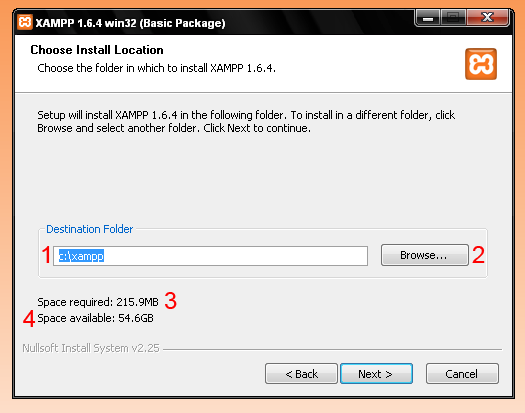 XAMPP 1.6.4 win32 (Basic Package)
Choose Install Location
Choose the folder in which to install XAMPP 1.6.4.
Setup will install XAMPP 1.6.4 in the following folder. To install in a different folder, click
Browse and select another folder. Click Next to continue.
Destination Folder
1 c:\xampp Browse... 2
Space required: 215.9MB 3
4 Space available: 54.6GB
Nullsoft Install System v2.25
< Back Next > Cancel